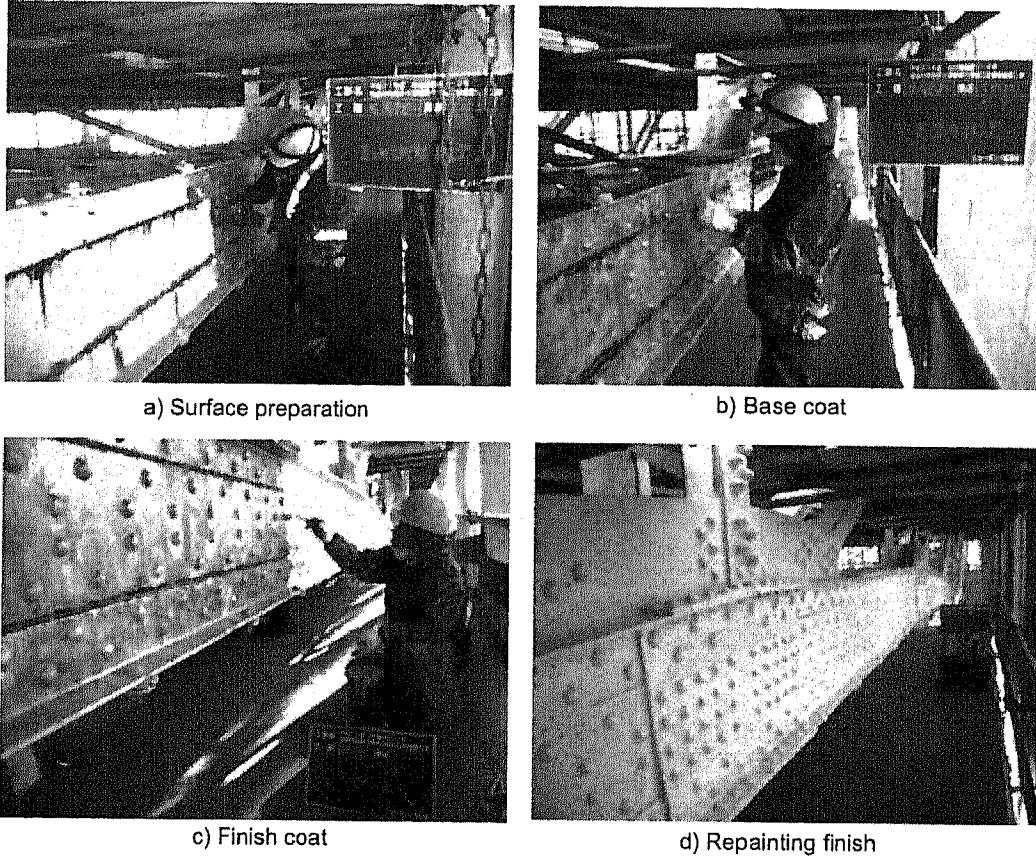 a) Surface preparation
b) Base coat
c) Finish coat
d) Repainting finish